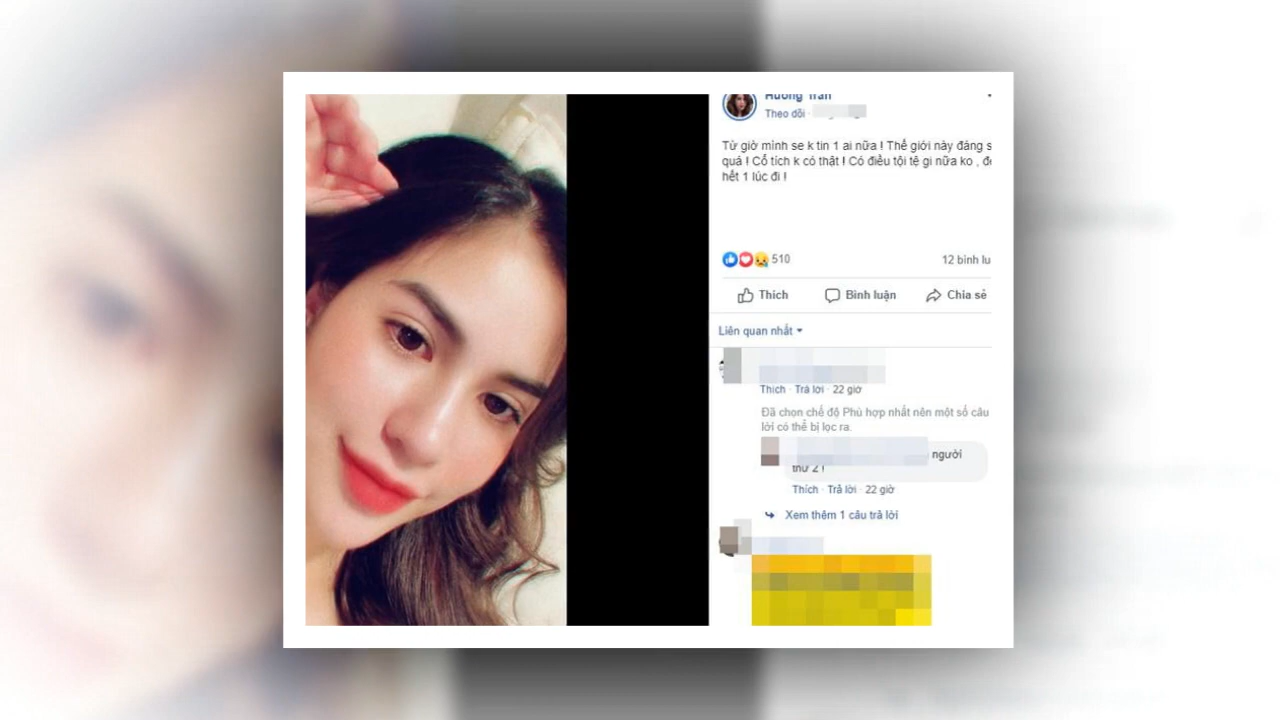 Hương Trần
Theo dõi ·
Từ giờ mình se k tin 1 ai nữa ! Thế giới này đáng s
quá ! Cổ tích k có thật ! Có điều tội tệ gi nữa ko , đ
hết 1 lúc đi !
510
12 bình lu
Thích Bình luận Chia sẻ
Liên quan nhất
Thích · Trả lời · 22 giờ
Đã chọn chế độ Phù hợp nhất nên một số câu
lời có thể bị lọc ra.
người
thứ 2 !
Thích · Trả lời · 22 giờ
Xem thêm 1 câu trả lời